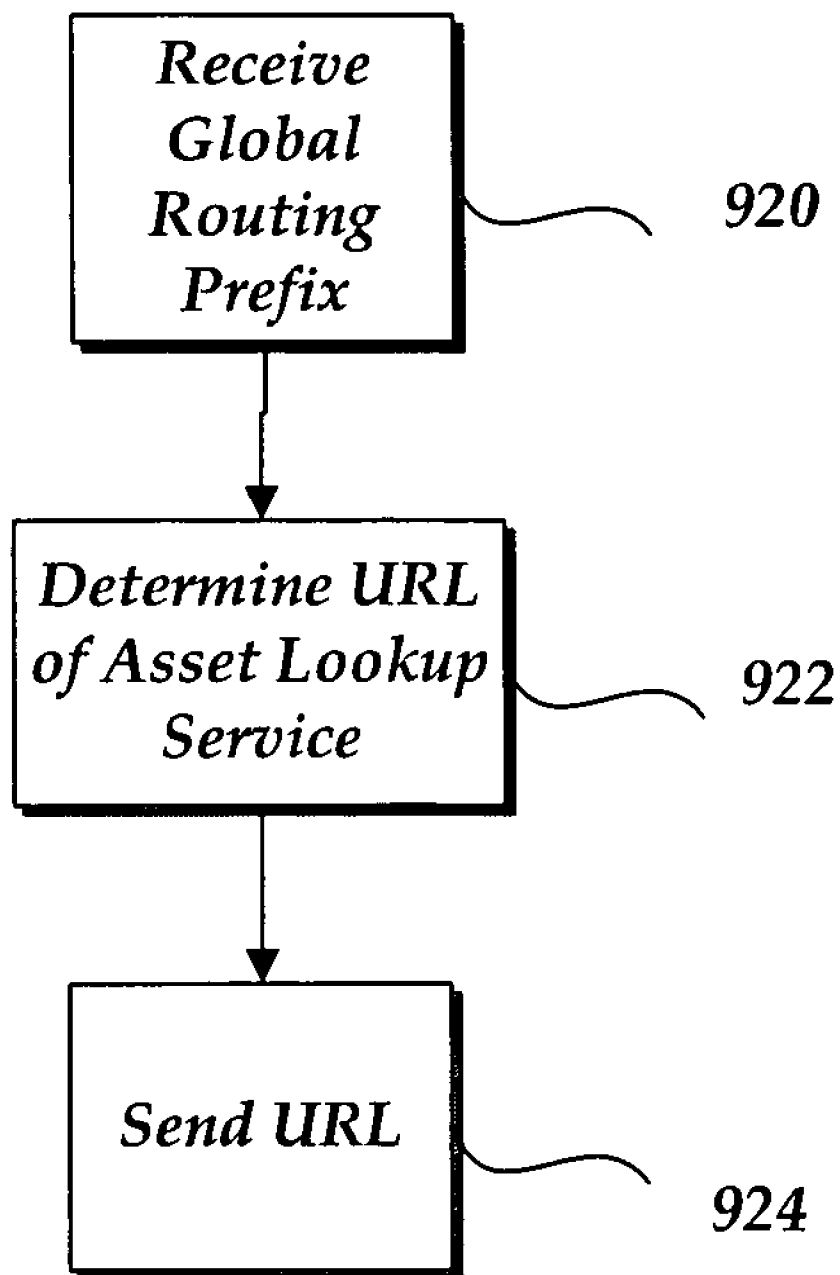 Receive
Global
Routing
Prefix
920
Determine URL
of Asset Lookup
Service
922
Send URL
924